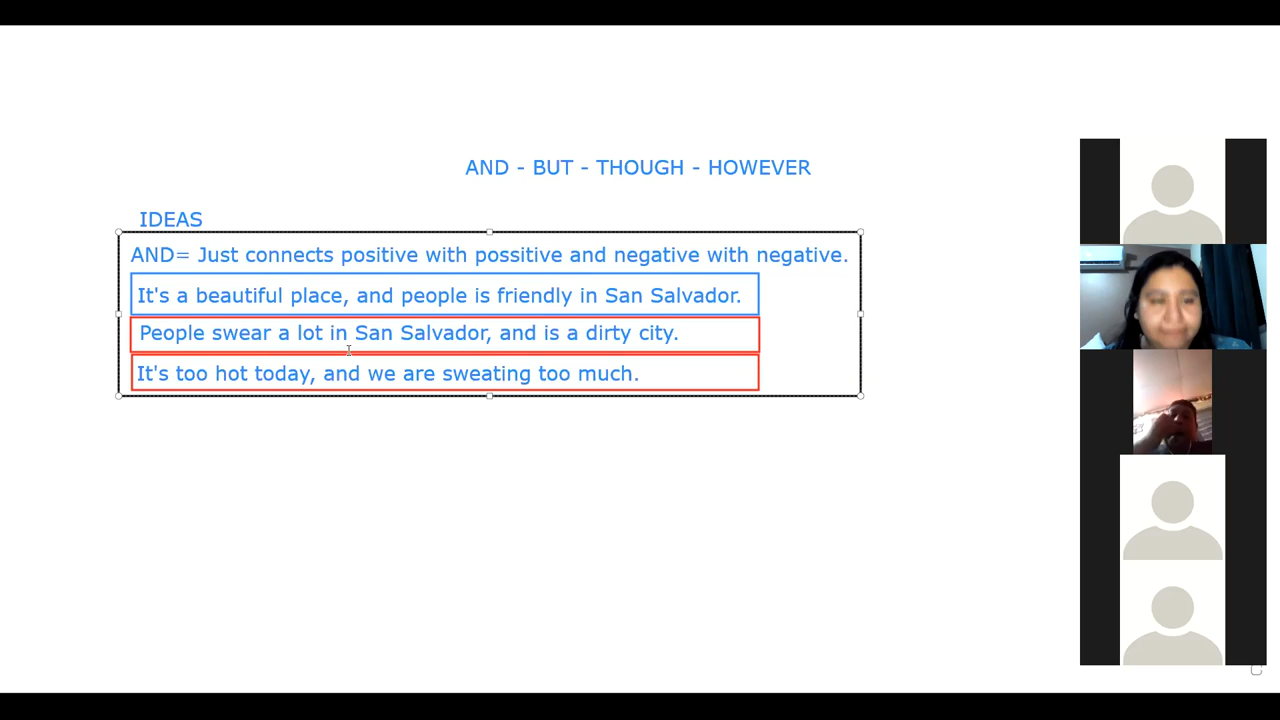 AND - BUT - THOUGH - HOWEVER
IDEAS
AND= Just connects positive with possitive and negative with negative.
It's a beautiful place, and people is friendly in San Salvador.
People swear a lot in San Salvador, and is a dirty city.
It's too hot today, and we are sweating too much.